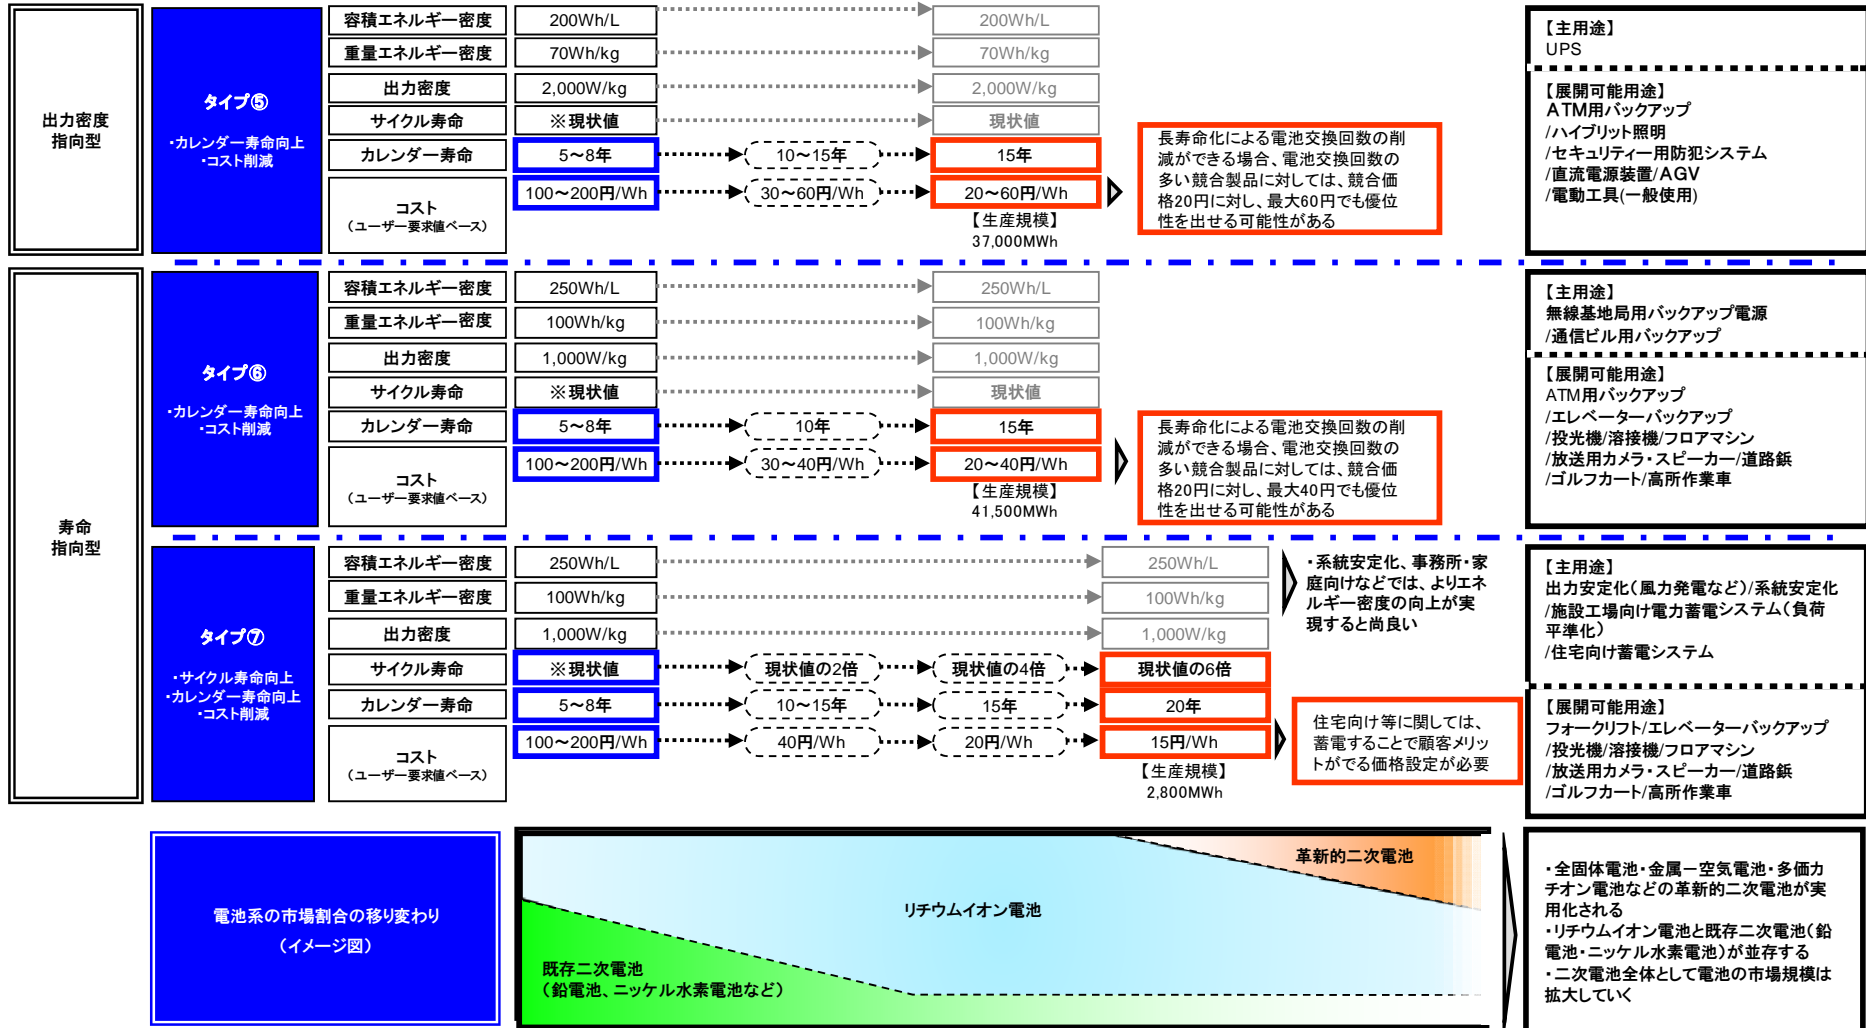 出力密度
指向型
タイプ⑤
・カレンダー寿命向上
・コスト削減
容積エネルギー密度
200Wh/L
200Wh/L
重量エネルギー密度
70Wh/kg
70Wh/kg
出力密度
2,000W/kg
2,000W/kg
サイクル寿命
※現状値
現状値
カレンダー寿命
5～8年
10～15年
15年
コスト
（ユーザー要求値ベース）
100～200円/Wh
30～60円/Wh
20～60円/Wh
【生産規模】
37,000MWh
長寿命化による電池交換回数の削
減ができる場合、電池交換回数の
多い競合製品に対しては、競合価
格20円に対し、最大60円でも優位
性を出せる可能性がある
【主用途】
UPS
【展開可能用途】
ATM用バックアップ
/ハイブリット照明
/セキュリティー用防犯システム
/直流電源装置/AGV
/電動工具(一般使用)
寿命
指向型
タイプ⑥
・カレンダー寿命向上
・コスト削減
容積エネルギー密度
250Wh/L
250Wh/L
重量エネルギー密度
100Wh/kg
100Wh/kg
出力密度
1,000W/kg
1,000W/kg
サイクル寿命
※現状値
現状値
カレンダー寿命
5～8年
10年
15年
コスト
（ユーザー要求値ベース）
100～200円/Wh
30～40円/Wh
20～40円/Wh
【生産規模】
41,500MWh
長寿命化による電池交換回数の削
減ができる場合、電池交換回数の
多い競合製品に対しては、競合価
格20円に対し、最大40円でも優位
性を出せる可能性がある
【主用途】
無線基地局用バックアップ電源
/通信ビル用バックアップ
【展開可能用途】
ATM用バックアップ
/エレベーターバックアップ
/投光機/溶接機/フロアマシン
/放送用カメラ・スピーカー/道路鋲
/ゴルフカート/高所作業車
タイプ⑦
・サイクル寿命向上
・カレンダー寿命向上
・コスト削減
容積エネルギー密度
250Wh/L
250Wh/L
重量エネルギー密度
100Wh/kg
100Wh/kg
出力密度
1,000W/kg
1,000W/kg
サイクル寿命
※現状値
現状値の2倍
現状値の4倍
現状値の6倍
カレンダー寿命
5～8年
10～15年
15年
20年
コスト
（ユーザー要求値ベース）
100～200円/Wh
40円/Wh
20円/Wh
15円/Wh
【生産規模】
2,800MWh
・系統安定化、事務所・家
庭向けなどでは、よりエネ
ルギー密度の向上が実
現すると尚良い
住宅向け等に関しては、
蓄電することで顧客メリッ
トがでる価格設定が必要
【主用途】
出力安定化（風力発電など）/系統安定化
/施設工場向け電力蓄電システム（負荷
平準化）
/住宅向け蓄電システム
【展開可能用途】
フォークリフト/エレベーターバックアップ
/投光機/溶接機/フロアマシン
/放送用カメラ・スピーカー/道路鋲
/ゴルフカート/高所作業車
電池系の市場割合の移り変わり
（イメージ図）
革新的二次電池
リチウムイオン電池
既存二次電池
（鉛電池、ニッケル水素電池など）
・全固体電池・金属－空気電池・多価カ
チオン電池などの革新的二次電池が実
用化される
・リチウムイオン電池と既存二次電池（鉛
電池・ニッケル水素電池）が並存する
・二次電池全体として電池の市場規模は
拡大していく